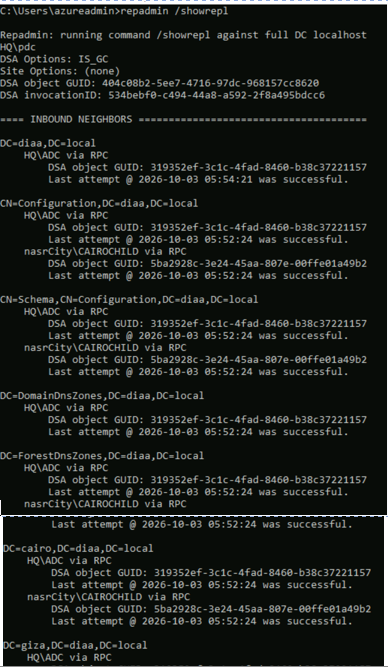 C:\Users\azureadmin>repadmin /showrepl
Repadmin: running command /showrepl against full DC localhost
HQ\pdc
DSA Options: IS_GC
Site Options: (none)
DSA object GUID: 404c08b2-5ee7-4716-97dc-968157cc8620
DSA invocationID: 534bebf0-c494-44a8-a592-2f8a495bdcc6
==== INBOUND NEIGHBORS ======================================
DC=diaa,DC=local
HQ\ADC via RPC
DSA object GUID: 319352ef-3c1c-4fad-8460-b38c37221157
Last attempt @ 2026-10-03 05:54:21 was successful.
CN=Configuration,DC=diaa,DC=local
HQ\ADC via RPC
DSA object GUID: 319352ef-3c1c-4fad-8460-b38c37221157
Last attempt @ 2026-10-03 05:52:24 was successful.
nasrCity\CAIROCHILD via RPC
DSA object GUID: 5ba2928c-3e24-45aa-807e-00ffe01a49b2
Last attempt @ 2026-10-03 05:52:24 was successful.
CN=Schema,CN=Configuration,DC=diaa,DC=local
HQ\ADC via RPC
DSA object GUID: 319352ef-3c1c-4fad-8460-b38c37221157
Last attempt @ 2026-10-03 05:52:24 was successful.
nasrCity\CAIROCHILD via RPC
DSA object GUID: 5ba2928c-3e24-45aa-807e-00ffe01a49b2
Last attempt @ 2026-10-03 05:52:24 was successful.
DC=DomainDnsZones,DC=diaa,DC=local
HQ\ADC via RPC
DSA object GUID: 319352ef-3c1c-4fad-8460-b38c37221157
Last attempt @ 2026-10-03 05:52:24 was successful.
DC=ForestDnsZones,DC=diaa,DC=local
HQ\ADC via RPC
DSA object GUID: 319352ef-3c1c-4fad-8460-b38c37221157
Last attempt @ 2026-10-03 05:52:24 was successful.
nasrCity\CAIROCHILD via RPC
Last attempt @ 2026-10-03 05:52:24 was successful.
DC=cairo,DC=diaa,DC=local
HQ\ADC via RPC
DSA object GUID: 319352ef-3c1c-4fad-8460-b38c37221157
Last attempt @ 2026-10-03 05:52:24 was successful.
nasrCity\CAIROCHILD via RPC
DSA object GUID: 5ba2928c-3e24-45aa-807e-00ffe01a49b2
Last attempt @ 2026-10-03 05:52:24 was successful.
DC=giza,DC=diaa,DC=local
HQ\ADC via RPC